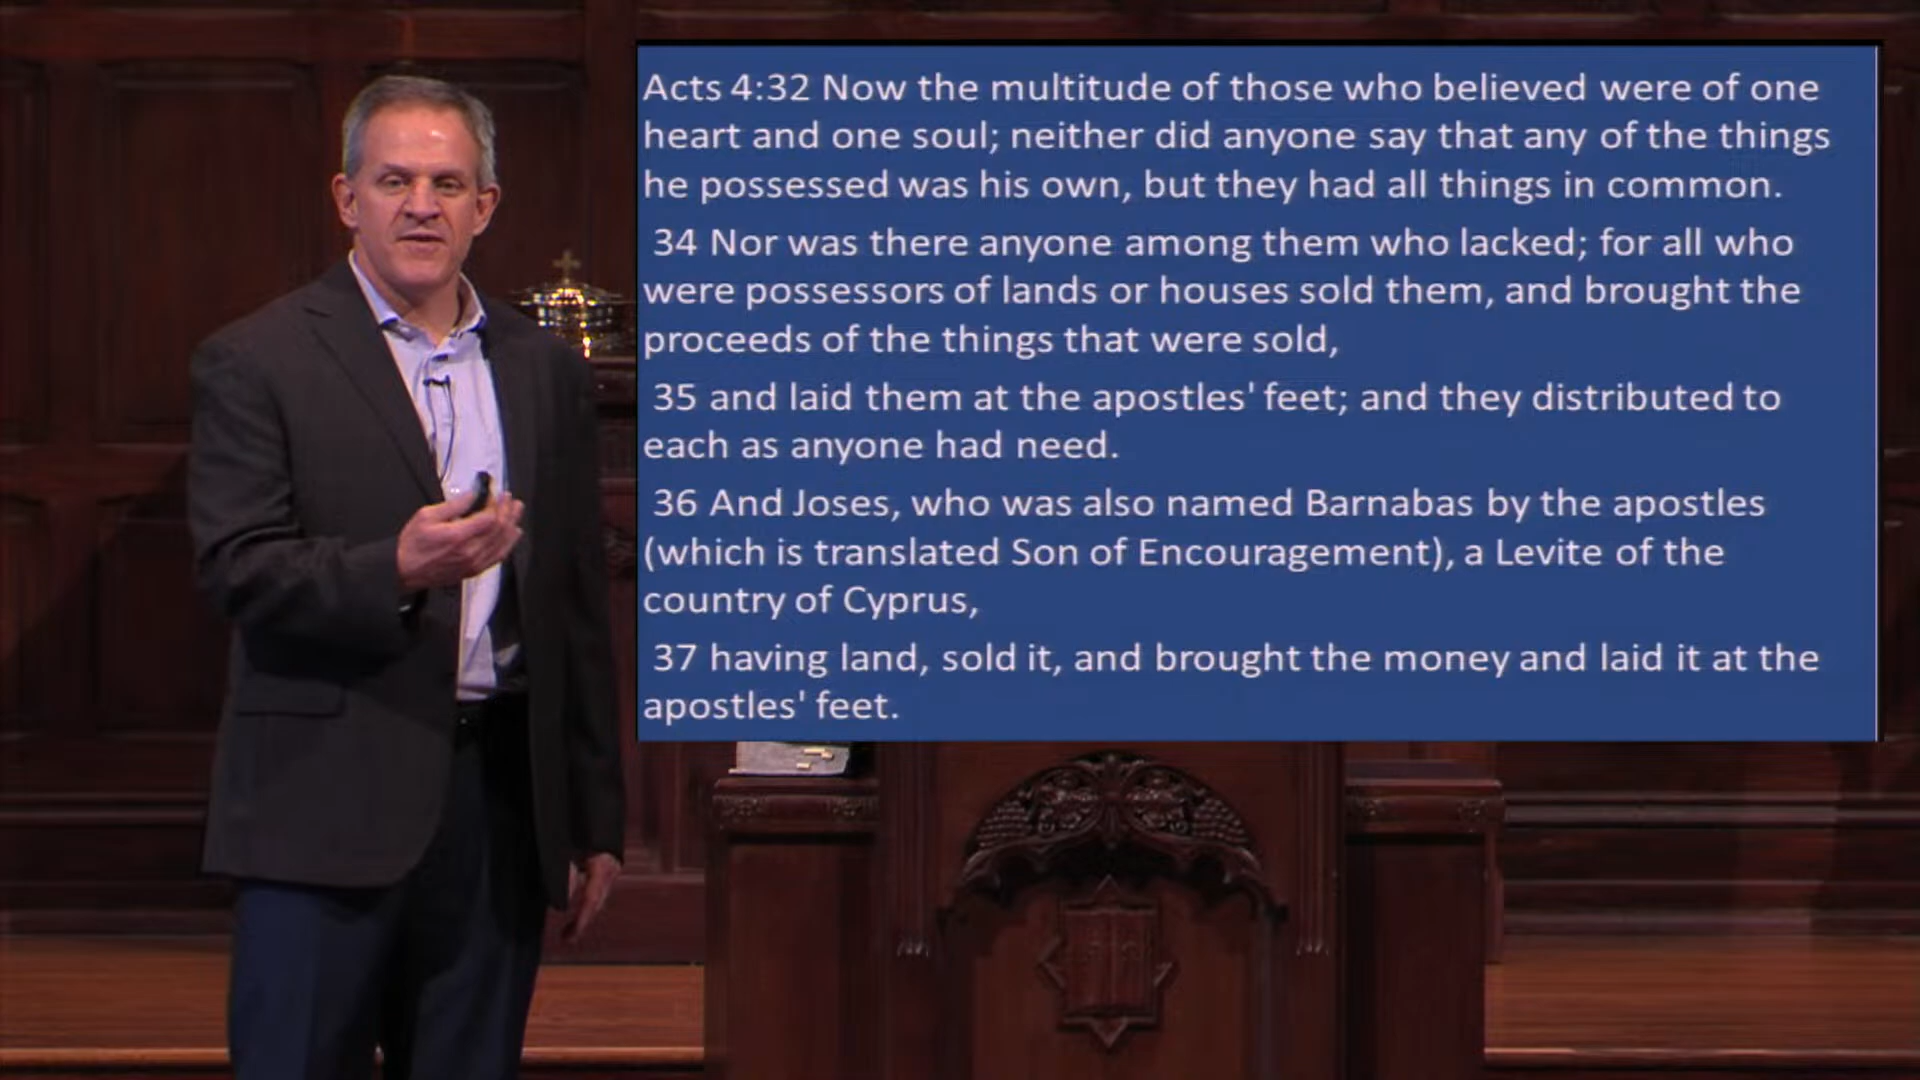 Acts 4:32 Now the multitude of those who believed were of one
heart and one soul; neither did anyone say that any of the things
he possessed was his own, but they had all things in common.
34 Nor was there anyone among them who lacked; for all who
were possessors of lands or houses sold them, and brought the
proceeds of the things that were sold,
35 and laid them at the apostles' feet; and they distributed to
each as anyone had need.
36 And Joses, who was also named Barnabas by the apostles
(which is translated Son of Encouragement), a Levite of the
country of Cyprus,
37 having land, sold it, and brought the money and laid it at the
apostles' feet.